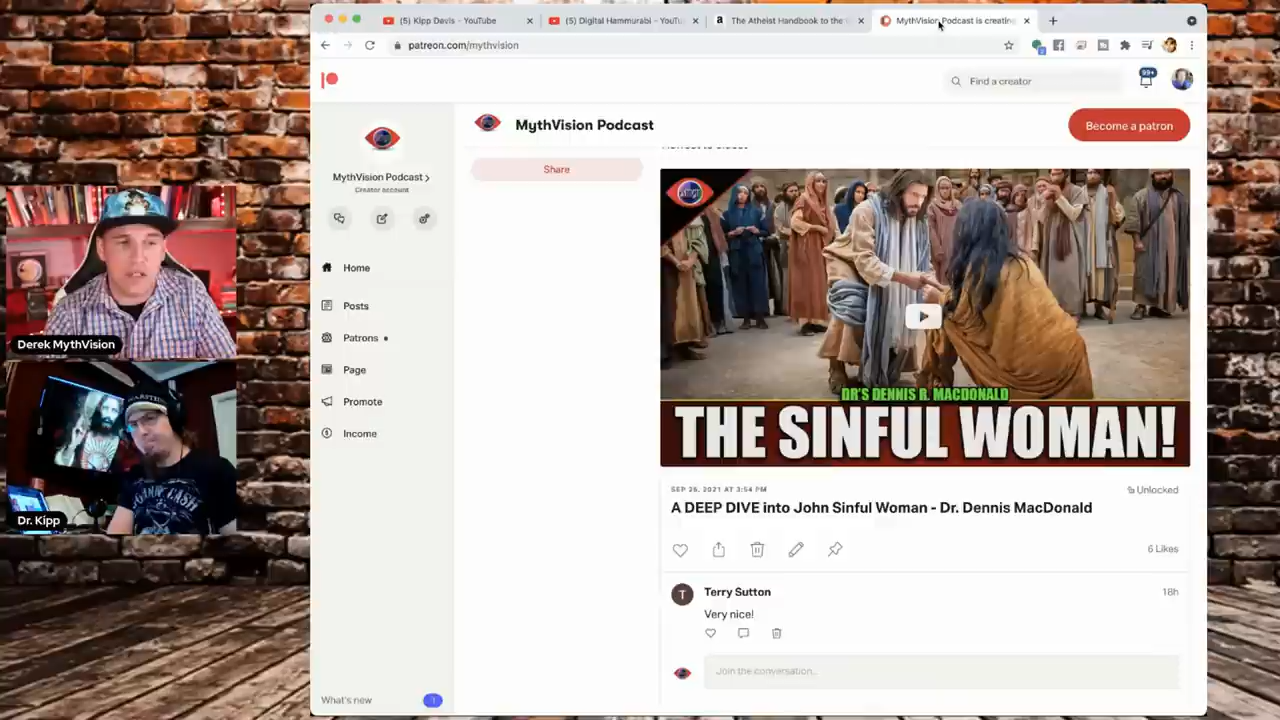 (5) Kipp Davis - YouTube
(5) Digital Hammurabi - YouTu
The Atheist Handbook to the
MythVision Podcast is creating
patreon.com/mythvision
Find a creator
99+
MythVision Podcast
Become a patron
MythVision Podcast
Creator account
Share
Home
Posts
Patrons
Page
Promote
Income
What's new
DR'S DENNIS R. MACDONALD
THE SINFUL WOMAN!
SEP 26, 2021 AT 3:54 PM
Unlocked
A DEEP DIVE into John Sinful Woman - Dr. Dennis MacDonald
6 Likes
T
Terry Sutton
18h
Very nice!
Join the conversation...
Derek MythVision
Dr. Kipp